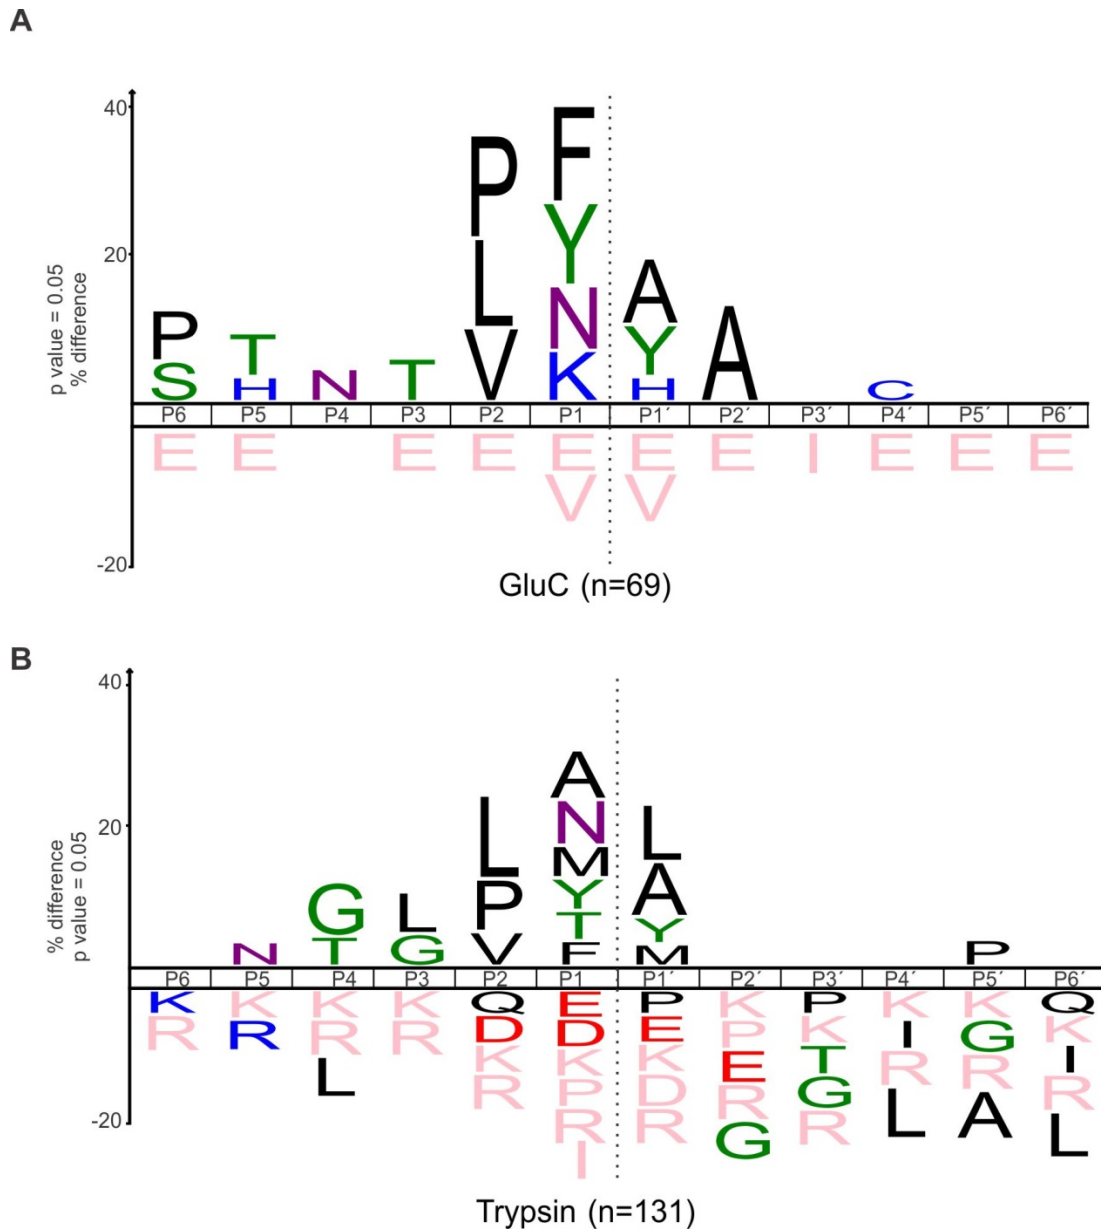 A
40
P F
L Y
20
V N A
P K Y A
S T H N T H C
p value = 0.05
% difference
P6 P5 P4 P3 P2 P1 P1´ P2´ P3´ P4´ P5´ P6´
E E E E E E E I E E E
V V
-20
GluC (n=69)
B
40
A
L N L
20
P M A
G L V Y Y
N T G T M P
F
% difference
p value = 0.05
P6 P5 P4 P3 P2 P1 P1´ P2´ P3´ P4´ P5´ P6´
K K K K Q E P K P K K Q
R R R R D D E P K I G K
L K K K E T R R I
R P D R G L A R
R R G R L
I
-20
Trypsin (n=131)